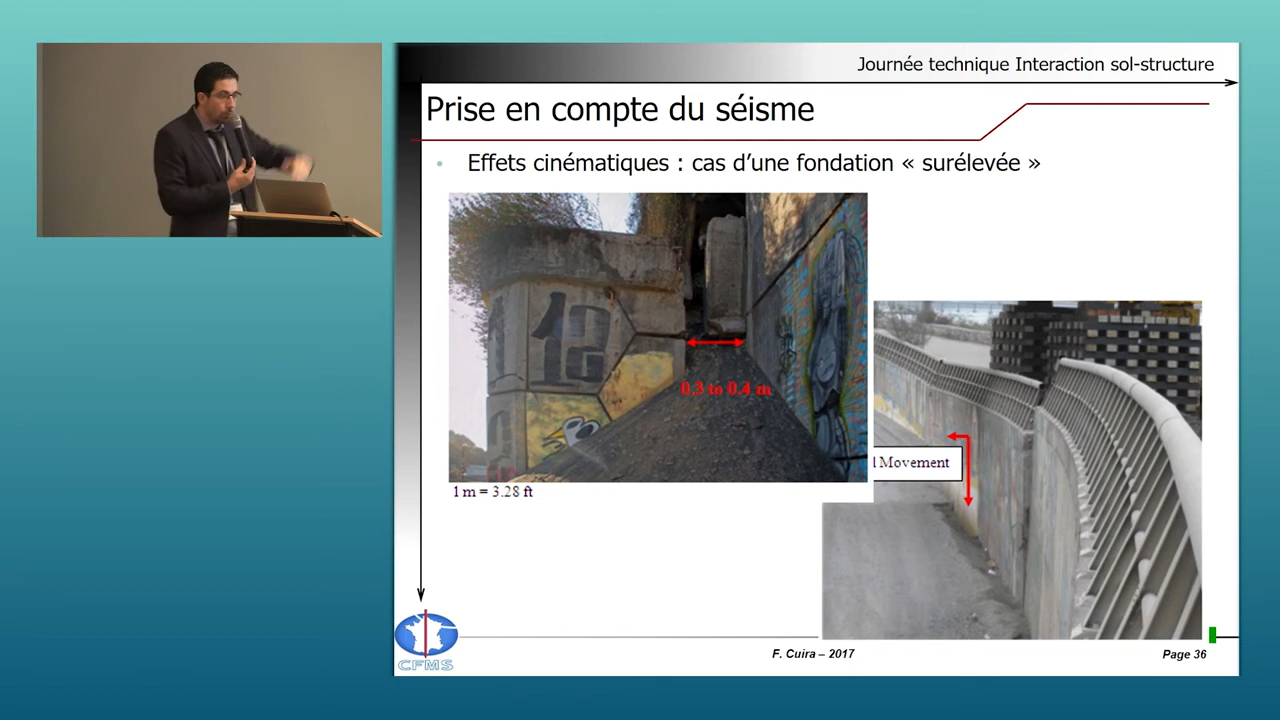 Journée technique Interaction sol-structure
Prise en compte du séisme
• Effets cinématiques : cas d’une fondation « surélevée »
0.3 to 0.4 m
Movement
1 m = 3.28 ft
CFMS
F. Cuira – 2017
Page 36